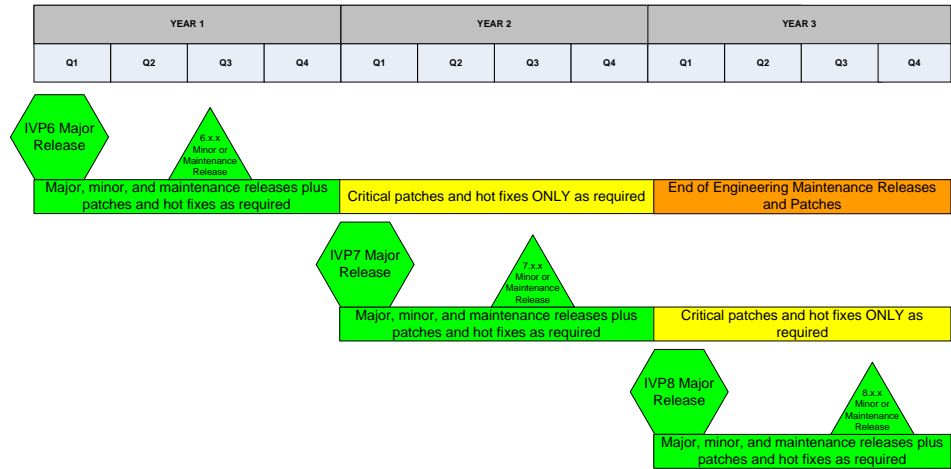 YEAR 1
YEAR 2
YEAR 3
Q1
Q2
Q3
Q4
Q1
Q2
Q3
Q4
Q1
Q2
Q3
Q4
IVP6 Major
Release
6.x.x
Minor or
Maintenance
Release
Major, minor, and maintenance releases plus
patches and hot fixes as required
Critical patches and hot fixes ONLY as required
End of Engineering Maintenance Releases
and Patches
IVP7 Major
Release
7.x.x
Minor or
Maintenance
Release
Major, minor, and maintenance releases plus
patches and hot fixes as required
Critical patches and hot fixes ONLY as
required
IVP8 Major
Release
8.x.x
Minor or
Maintenance
Release
Major, minor, and maintenance releases plus
patches and hot fixes as required